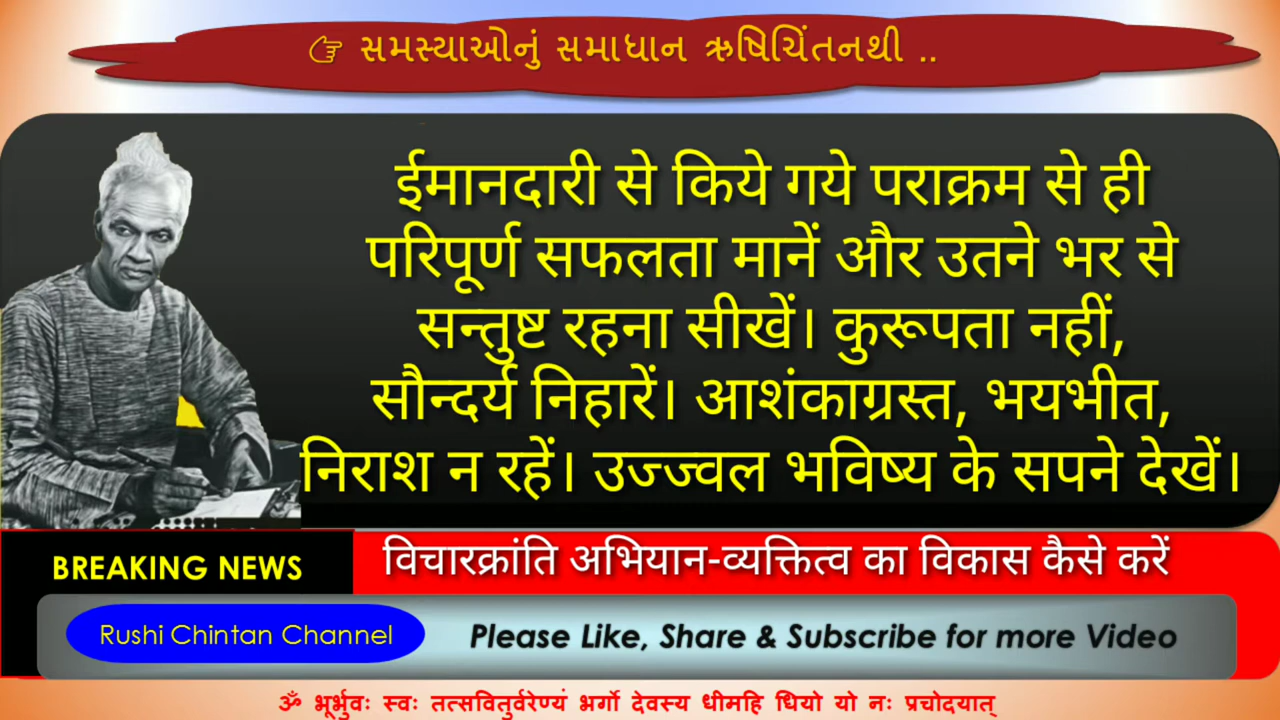 👉 સમસ્યાઓનું સમાધાન ઋષિચિંતનથી ..
ईमानदारी से किये गये पराक्रम से ही
परिपूर्ण सफलता मानें और उतने भर से
सन्तुष्ट रहना सीखें। कुरूपता नहीं,
सौन्दर्य निहारें। आशंकाग्रस्त, भयभीत,
निराश न रहें। उज्ज्वल भविष्य के सपने देखें।
BREAKING NEWS
विचारक्रांति अभियान-व्यक्तित्व का विकास कैसे करें
Rushi Chintan Channel
Please Like, Share & Subscribe for more Video
ॐ भूर्भुवः स्वः तत्सवितुर्वरेण्यं भर्गो देवस्य धीमहि धियो यो नः प्रचोदयात्